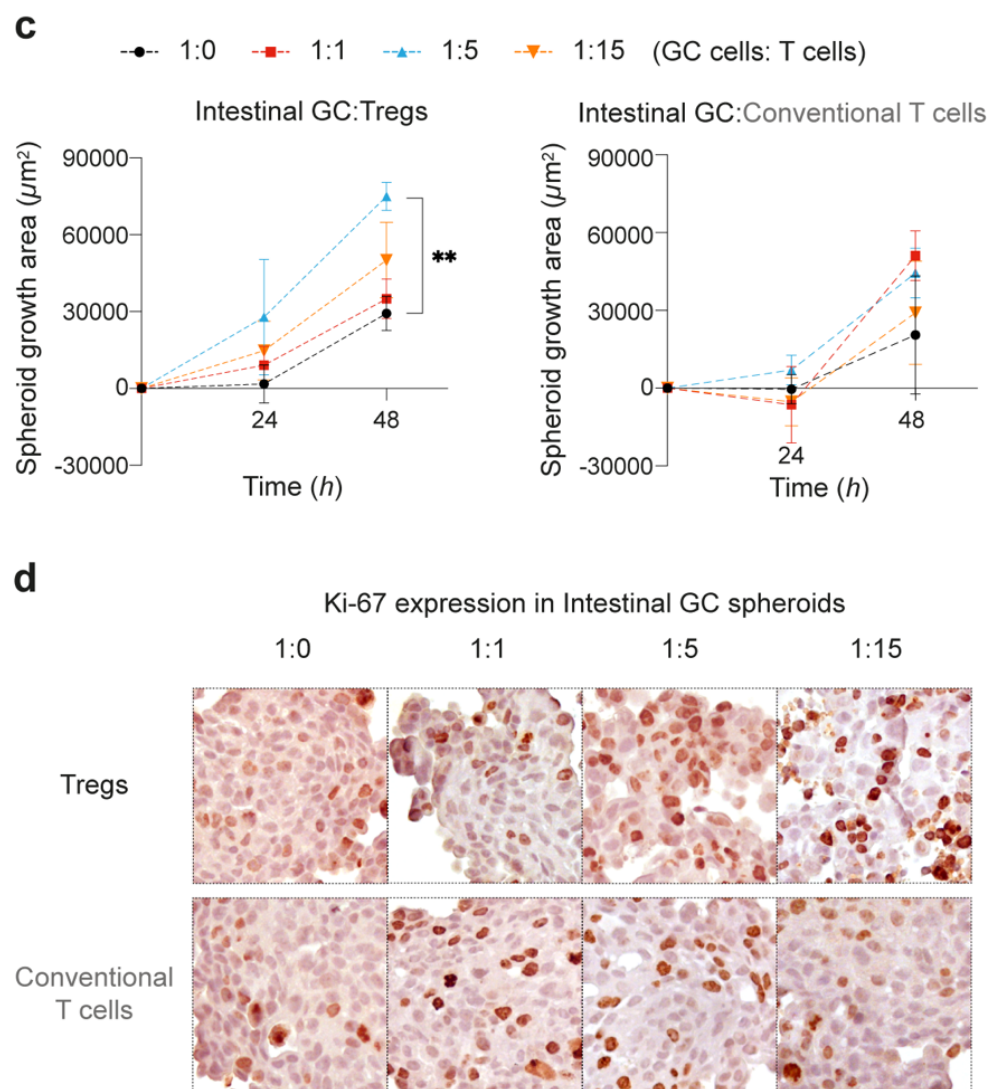 c
1:0 1:1 1:5 1:15 (GC cells: T cells)
Intestinal GC:Tregs
Spheroid growth area (µm²)
90000
60000
30000
0
-30000
24
48
**
Time (h)
Intestinal GC:Conventional T cells
Spheroid growth area (µm²)
90000
60000
30000
0
-30000
24
48
Time (h)
d
Ki-67 expression in Intestinal GC spheroids
1:0 1:1 1:5 1:15
Tregs
Conventional
T cells